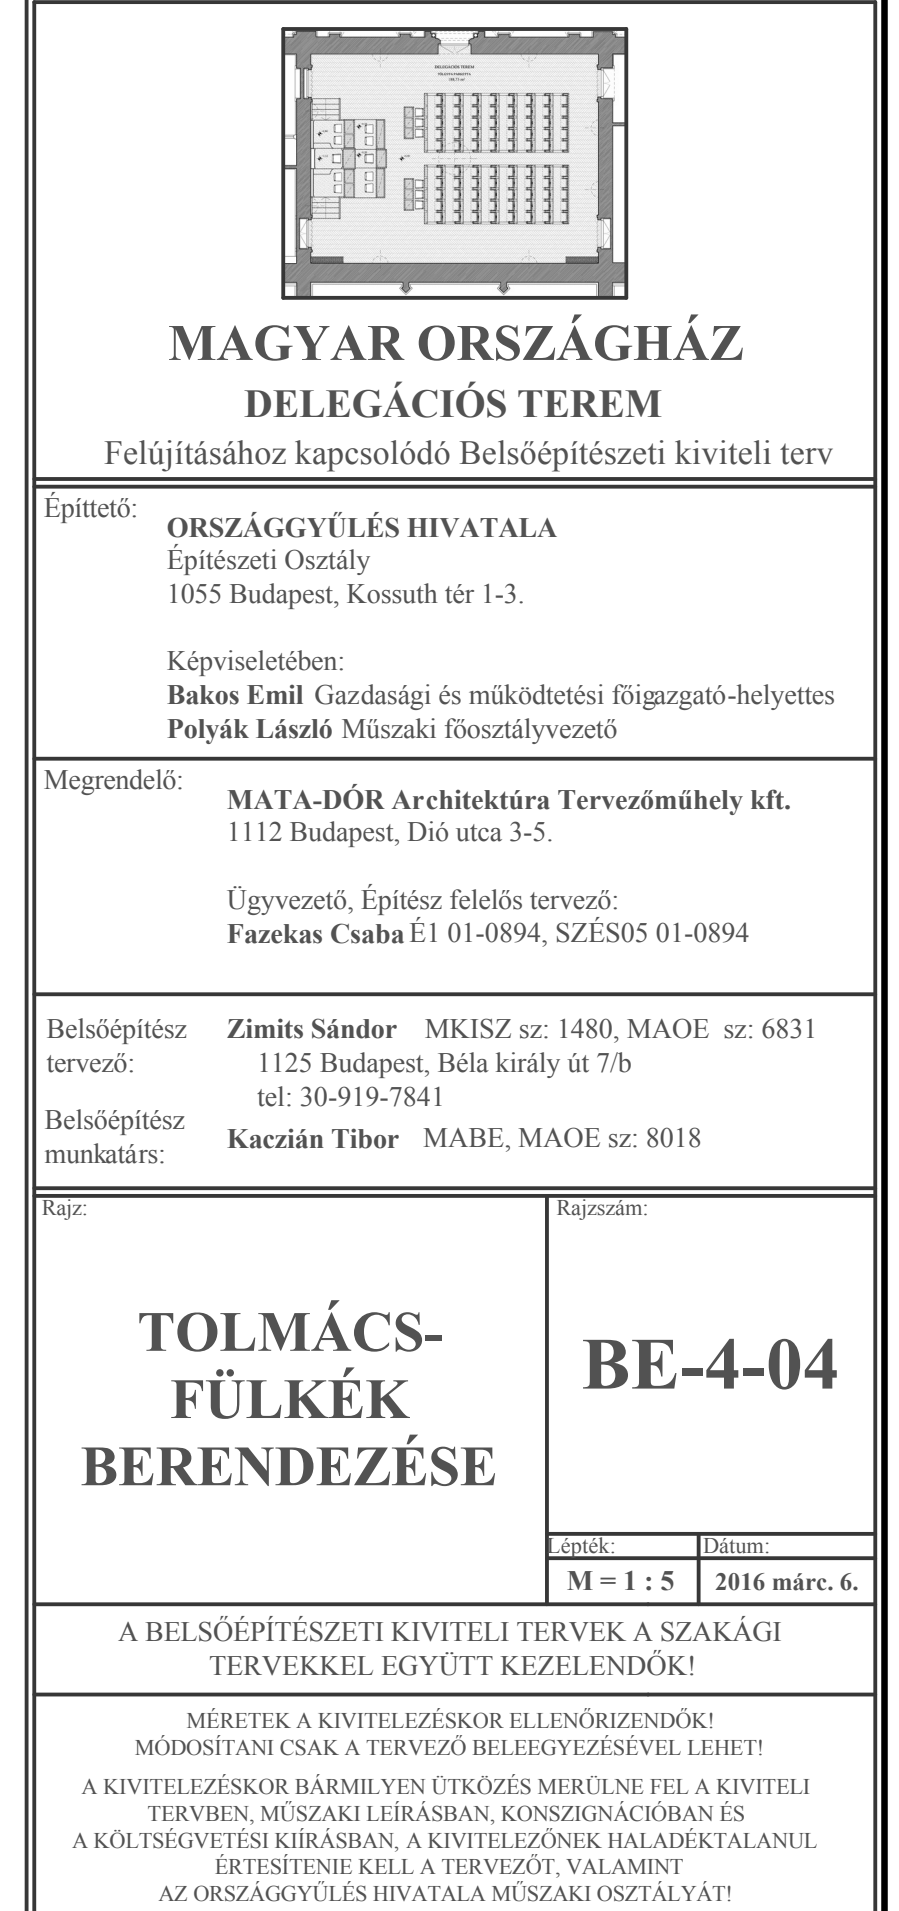 DELEGÁCIÓS TEREM
MAGYAR ORSZÁGHÁZ
DELEGÁCIÓS TEREM
Felújításához kapcsolódó Belsőépítészeti kiviteli terv
Építtető:
ORSZÁGGYŰLÉS HIVATALA
Építészeti Osztály
1055 Budapest, Kossuth tér 1-3.
Képviseletében:
Bakos Emil Gazdasági és működtetési főigazgató-helyettes
Polyák László Műszaki főosztályvezető
Megrendelő:
MATA-DÓR Architektúra Tervezőműhely kft.
1112 Budapest, Dió utca 3-5.
Ügyvezető, Építész felelős tervező:
Fazekas Csaba É1 01-0894, SZÉS05 01-0894
Belsőépítész tervező:
Zimits Sándor MKISZ sz: 1480, MAOE sz: 6831
1125 Budapest, Béla király út 7/b
tel: 30-919-7841
Belsőépítész munkatárs:
Kaczián Tibor MABE, MAOE sz: 8018
Rajz:
TOLMÁCS-
FÜLKÉK
BERENDEZÉSE
Rajzszám:
BE-4-04
Lépték:
M = 1 : 5
Dátum:
2016 márc. 6.
A BELSŐÉPÍTÉSZETI KIVITELI TERVEK A SZAKÁGI
TERVEKKEL EGYÜTT KEZELENDŐK!
MÉRETEK A KIVITELEZÉSKOR ELLENŐRIZENDŐK!
MÓDOSÍTANI CSAK A TERVEZŐ BELEEGYEZÉSÉVEL LEHET!
A KIVITELEZÉSKOR BÁRMILYEN ÜTKÖZÉS MERÜLNE FEL A KIVITELI
TERVBEN, MŰSZAKI LEÍRÁSBAN, KONSZIGNÁCIÓBAN ÉS
A KÖLTSÉGVETÉSI KIÍRÁSBAN, A KIVITELEZŐNEK HALADÉKTALANUL
ÉRTESÍTENIE KELL A TERVEZŐT, VALAMINT
AZ ORSZÁGGYŰLÉS HIVATALA MŰSZAKI OSZTÁLYÁT!